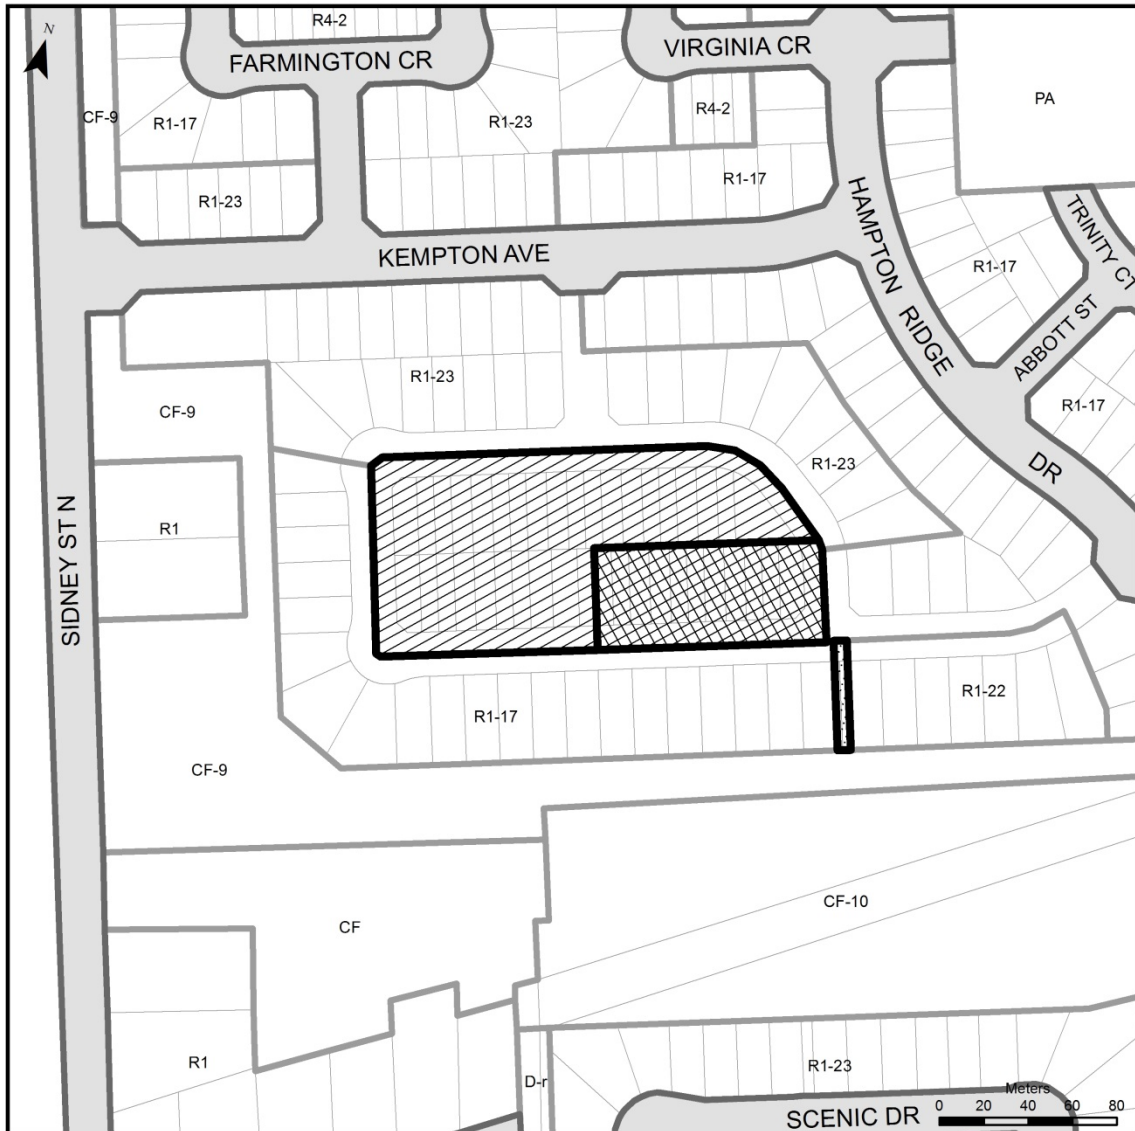 R4-2
N
FARMINGTON CR
VIRGINIA CR
PA
CF-9
R1-17
R1-23
R4-2
R1-17
R1-23
KEMPTON AVE
HAMPTON RIDGE DR
TRINITY CT
R1-17
ABBOTT ST
R1-23
R1-17
CF-9
R1-23
R1
SIDNEY ST N
R1-22
R1-17
CF-9
CF-10
CF
R1
R1-23
D-r
Meters
SCENIC DR
0 20 40 60 80